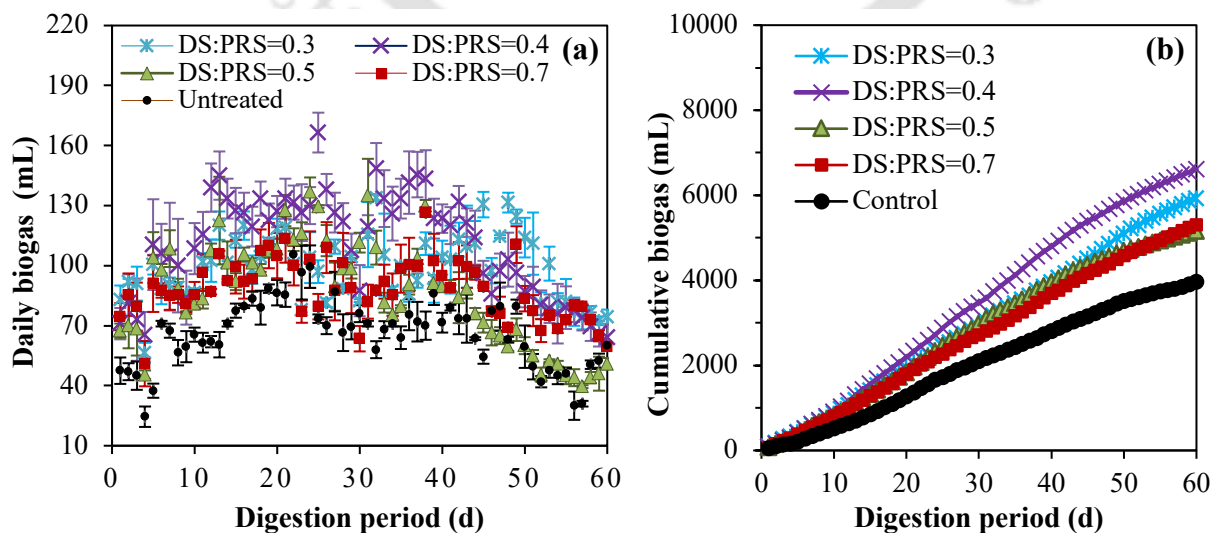 220
190
160
130
100
70
40
10
Daily biogas (mL)
DS:PRS=0.3
DS:PRS=0.4
(a)
DS:PRS=0.5
DS:PRS=0.7
Untreated
0 10 20 30 40 50 60
Digestion period (d)
10000
8000
6000
4000
2000
0
Cumulative biogas (mL)
(b)
DS:PRS=0.3
DS:PRS=0.4
DS:PRS=0.5
DS:PRS=0.7
Control
0 10 20 30 40 50 60
Digestion period (d)